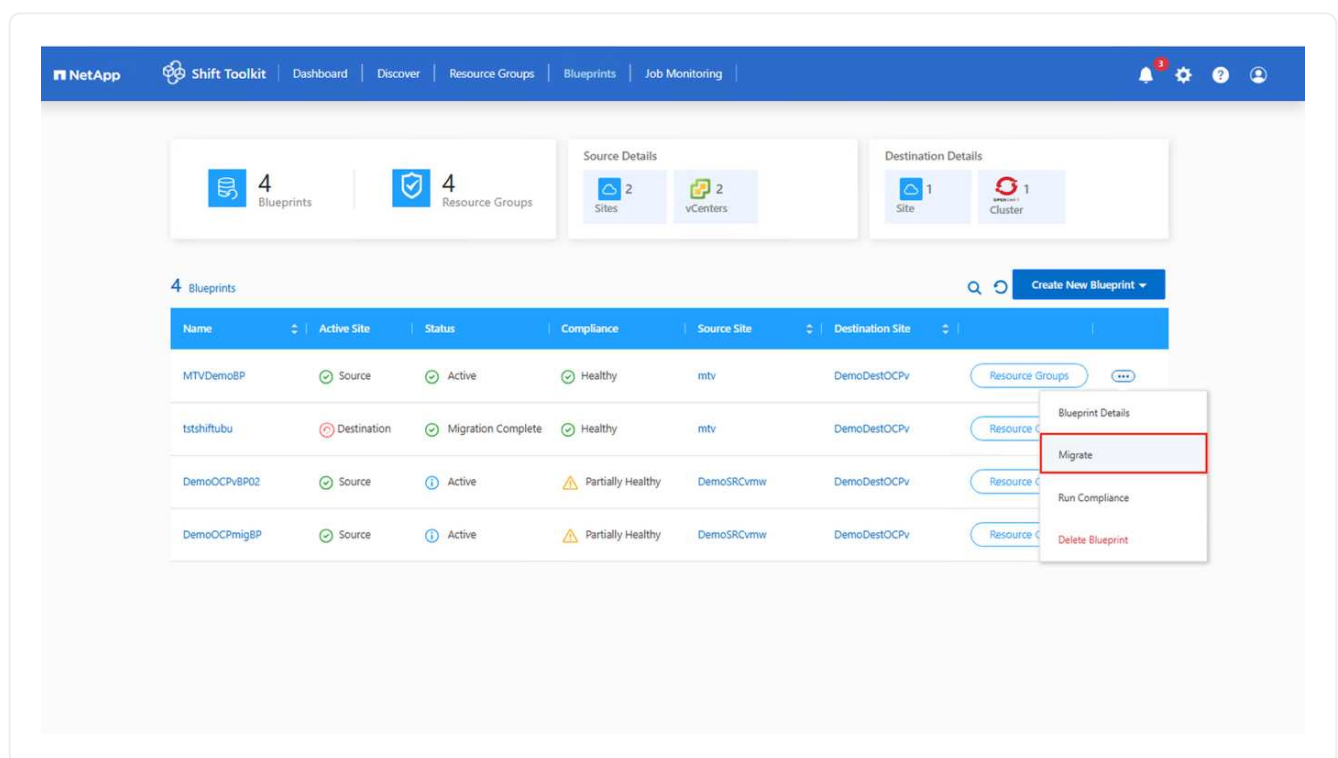 NetApp
Shift Toolkit Dashboard Discover Resource Groups Blueprints Job Monitoring 3
4
Blueprints
4
Resource Groups
Source Details
2
Sites
2
vCenters
Destination Details
1
Site
1
Cluster
4 Blueprints
Create New Blueprint
Name Active Site Status Compliance Source Site Destination Site
MTVDemoBP Source Active Healthy mtv DemoDestOCPv Resource Groups
tstshiftubu Destination Migration Complete Healthy mtv DemoDestOCPv Resource
DemoOCPvBP02 Source Active Partially Healthy DemoSRCvmw DemoDestOCPv Resource
DemoOCPmigBP Source Active Partially Healthy DemoSRCvmw DemoDestOCPv Resource
Blueprint Details
Migrate
Run Compliance
Delete Blueprint